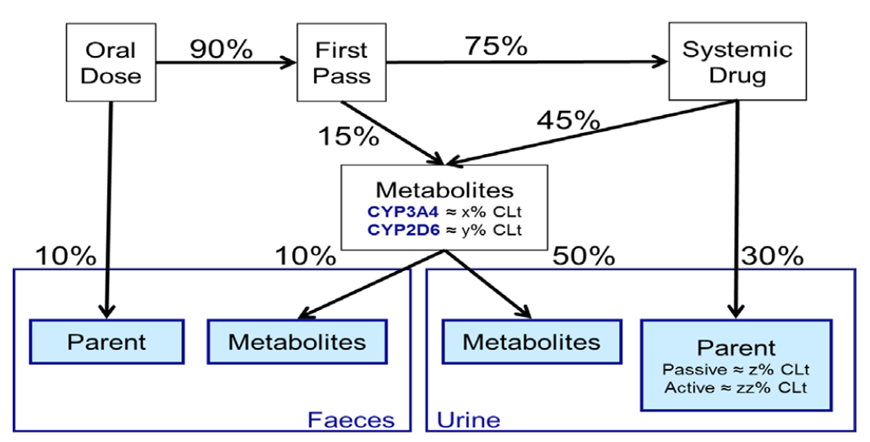 Oral
Dose
90%
First
Pass
75%
Systemic
Drug
15%
45%
Metabolites
CYP3A4 ≈ x% CLt
CYP2D6 ≈ y% CLt
10%
10%
50%
30%
Parent
Metabolites
Metabolites
Parent
Passive ≈ z% CLt
Active ≈ zz% CLt
Faeces
Urine